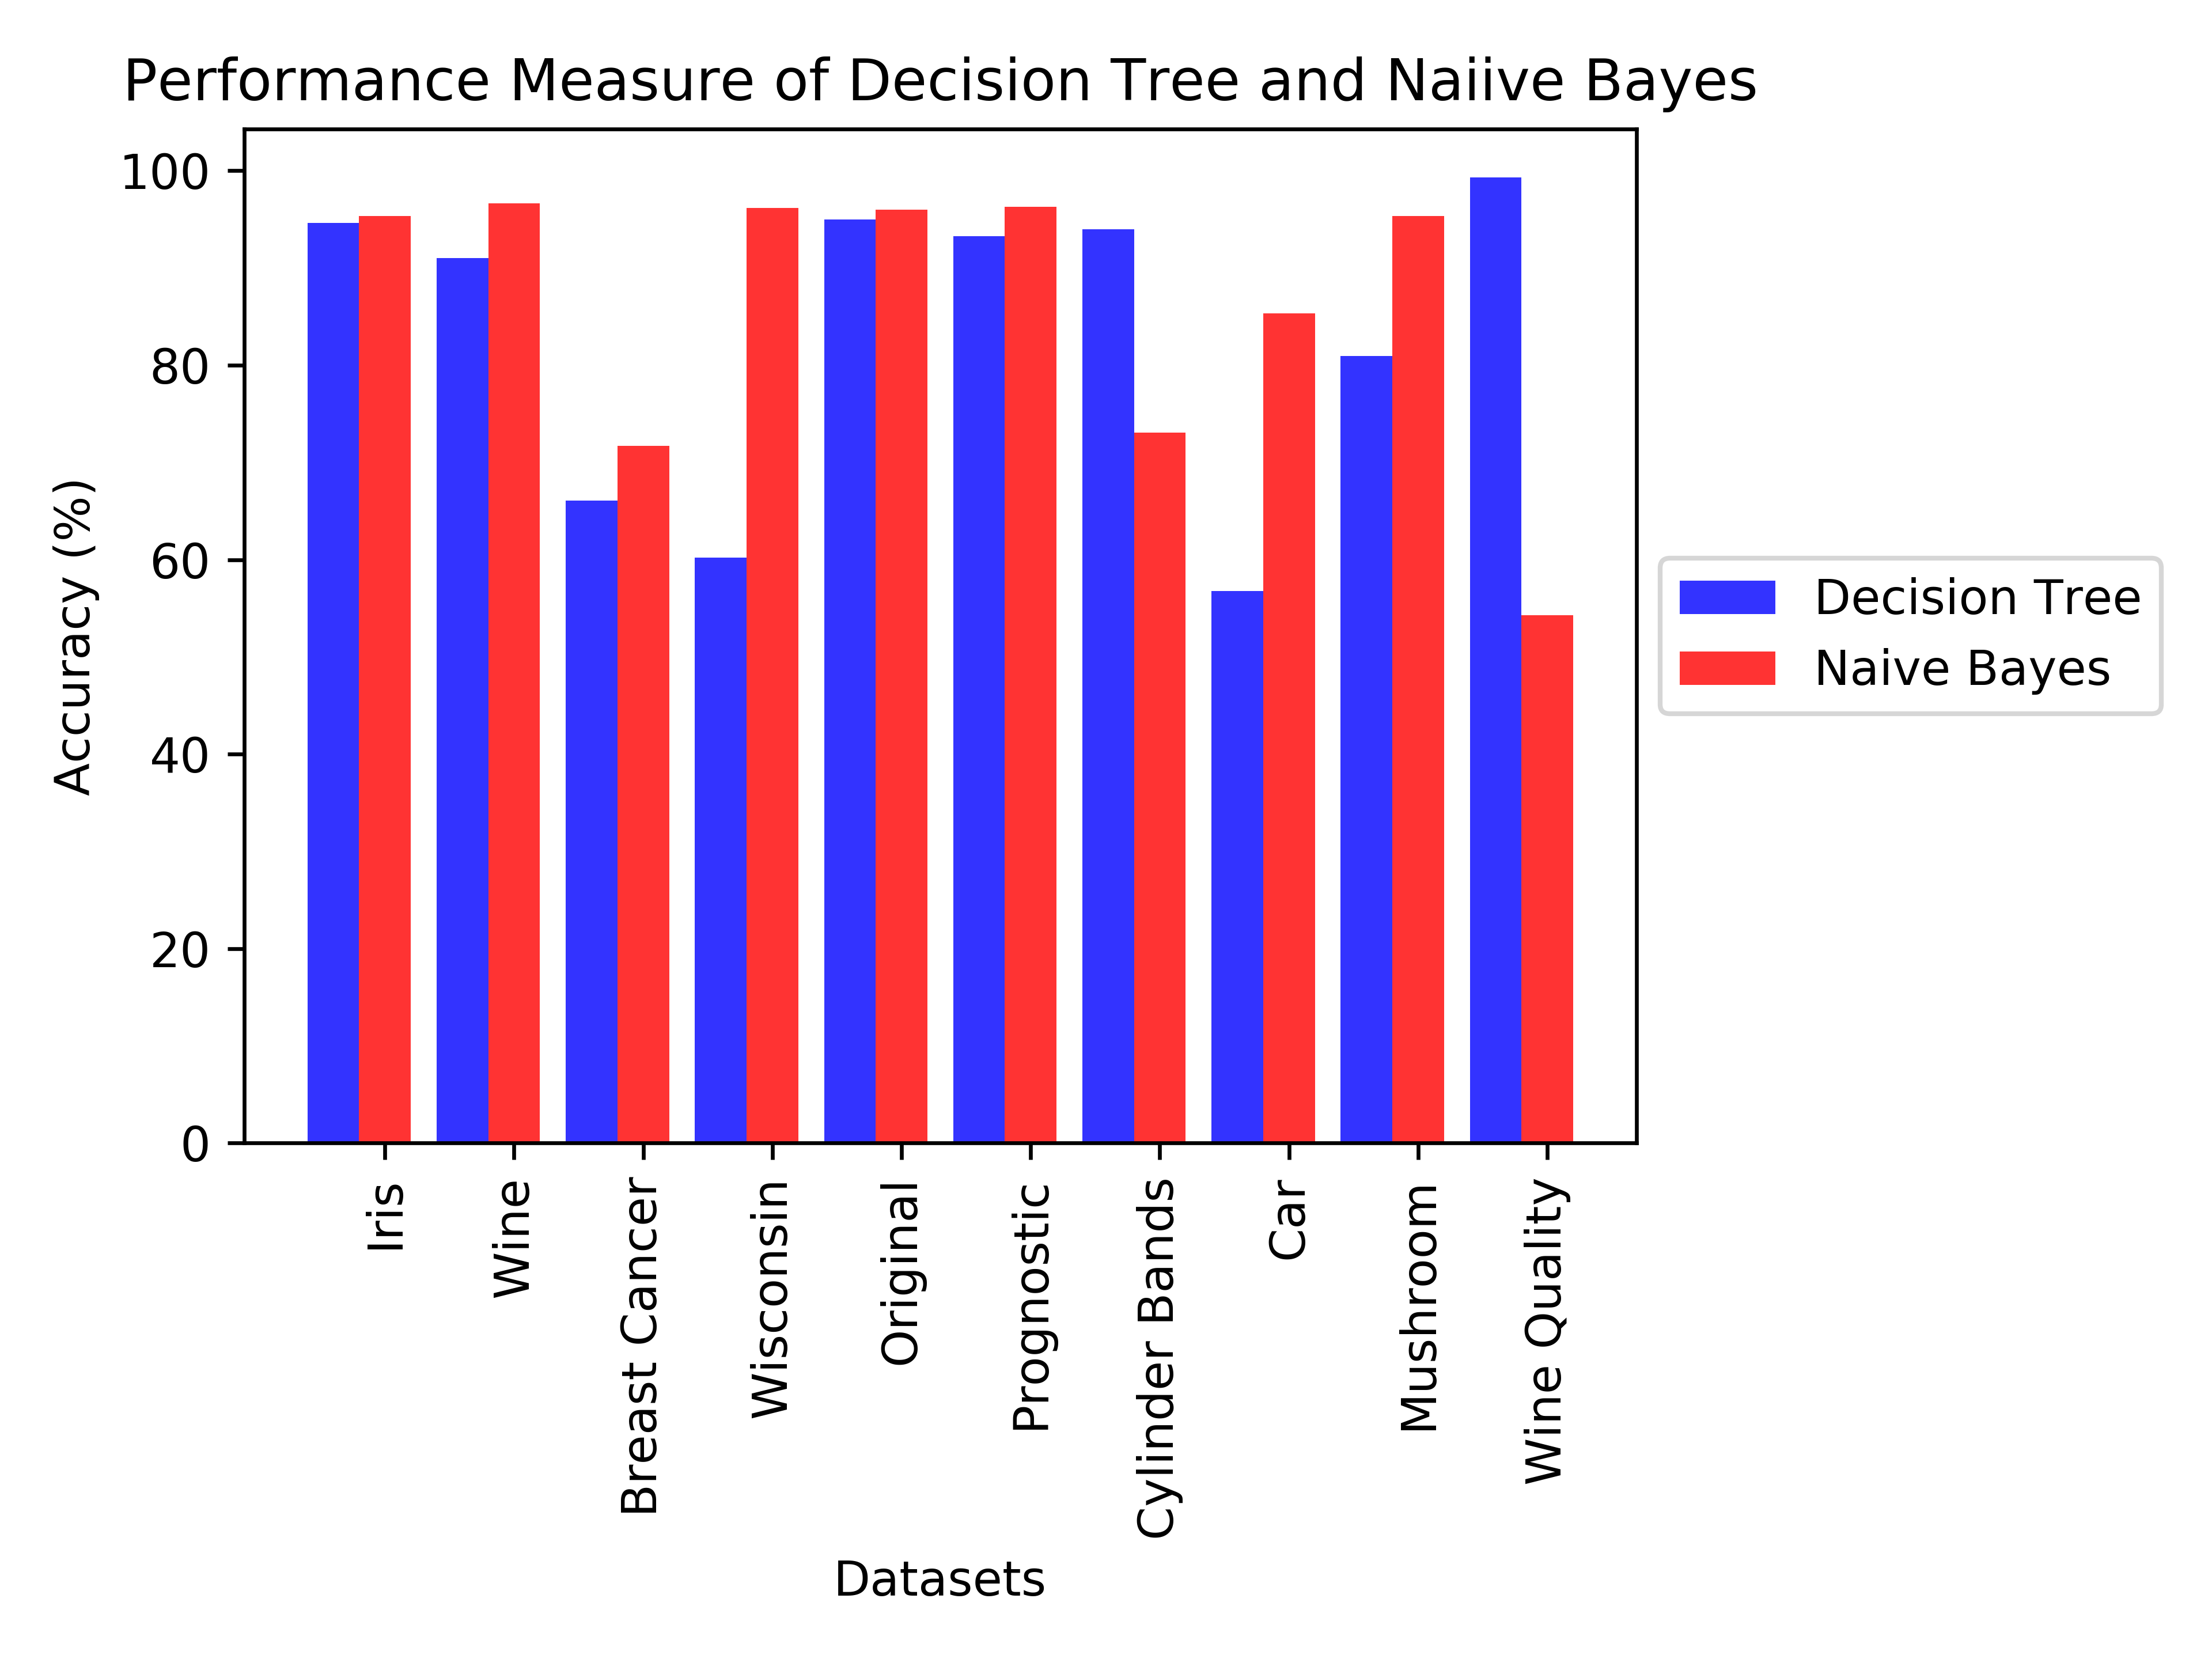 Performance Measure of Decision Tree and Naiive Bayes
100
80
60
40
20
0
Accuracy (%)
Decision Tree
Naive Bayes
Iris
Wine
Breast Cancer
Wisconsin
Original
Prognostic
Cylinder Bands
Car
Mushroom
Wine Quality
Datasets